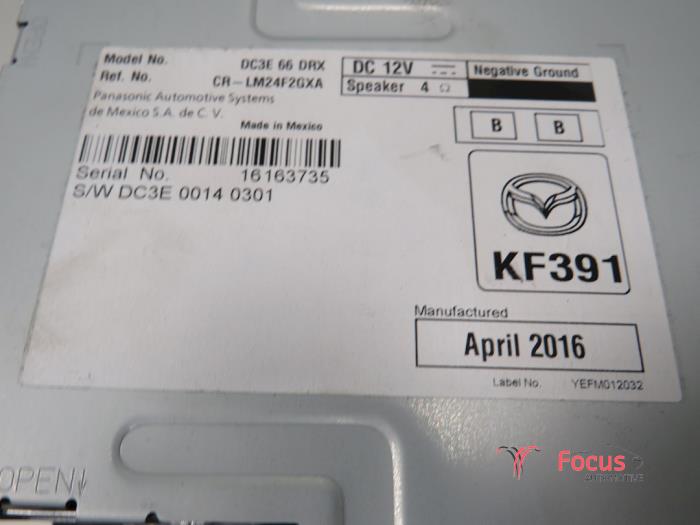 Model No. DC3E 66 DRX
Ref. No. CR-LM24F2GXA
Panasonic Automotive Systems
de Mexico S.A. de C. V.
Made in Mexico
DC 12V Negative Ground
Speaker 4 Ω
B B
Serial No. 16163735
S/W DC3E 0014 0301
KF391
Manufactured
April 2016
Label No. YEFM012032
OPEN↓
Focus
AUTOMOTIVE